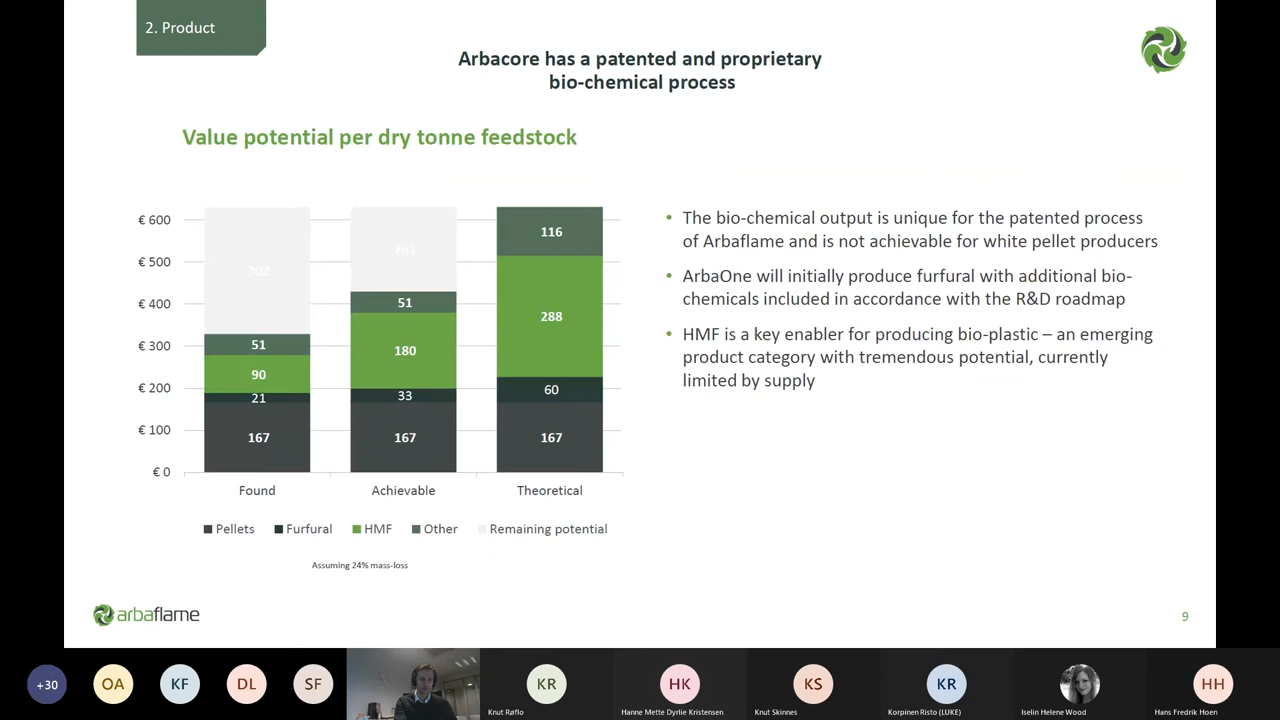 2. Product
Arbacore has a patented and proprietary
bio-chemical process
Value potential per dry tonne feedstock
€ 600
€ 500
€ 400
€ 300
€ 200
€ 100
€ 0
302
51
90
21
167
201
51
180
33
167
116
288
60
167
Found
Achievable
Theoretical
Pellets
Furfural
HMF
Other
Remaining potential
Assuming 24% mass-loss
• The bio-chemical output is unique for the patented process
of Arbaflame and is not achievable for white pellet producers
• ArbaOne will initially produce furfural with additional bio-
chemicals included in accordance with the R&D roadmap
• HMF is a key enabler for producing bio-plastic – an emerging
product category with tremendous potential, currently
limited by supply
arbaflame
9
+30
OA
KF
DL
SF
KR
Knut Røflo
HK
Hanne Mette Dyrlie Kristensen
KS
Knut Skinnes
KR
Korpinen Risto (LUKE)
Iselin Helene Wood
HH
Hans Fredrik Hoen